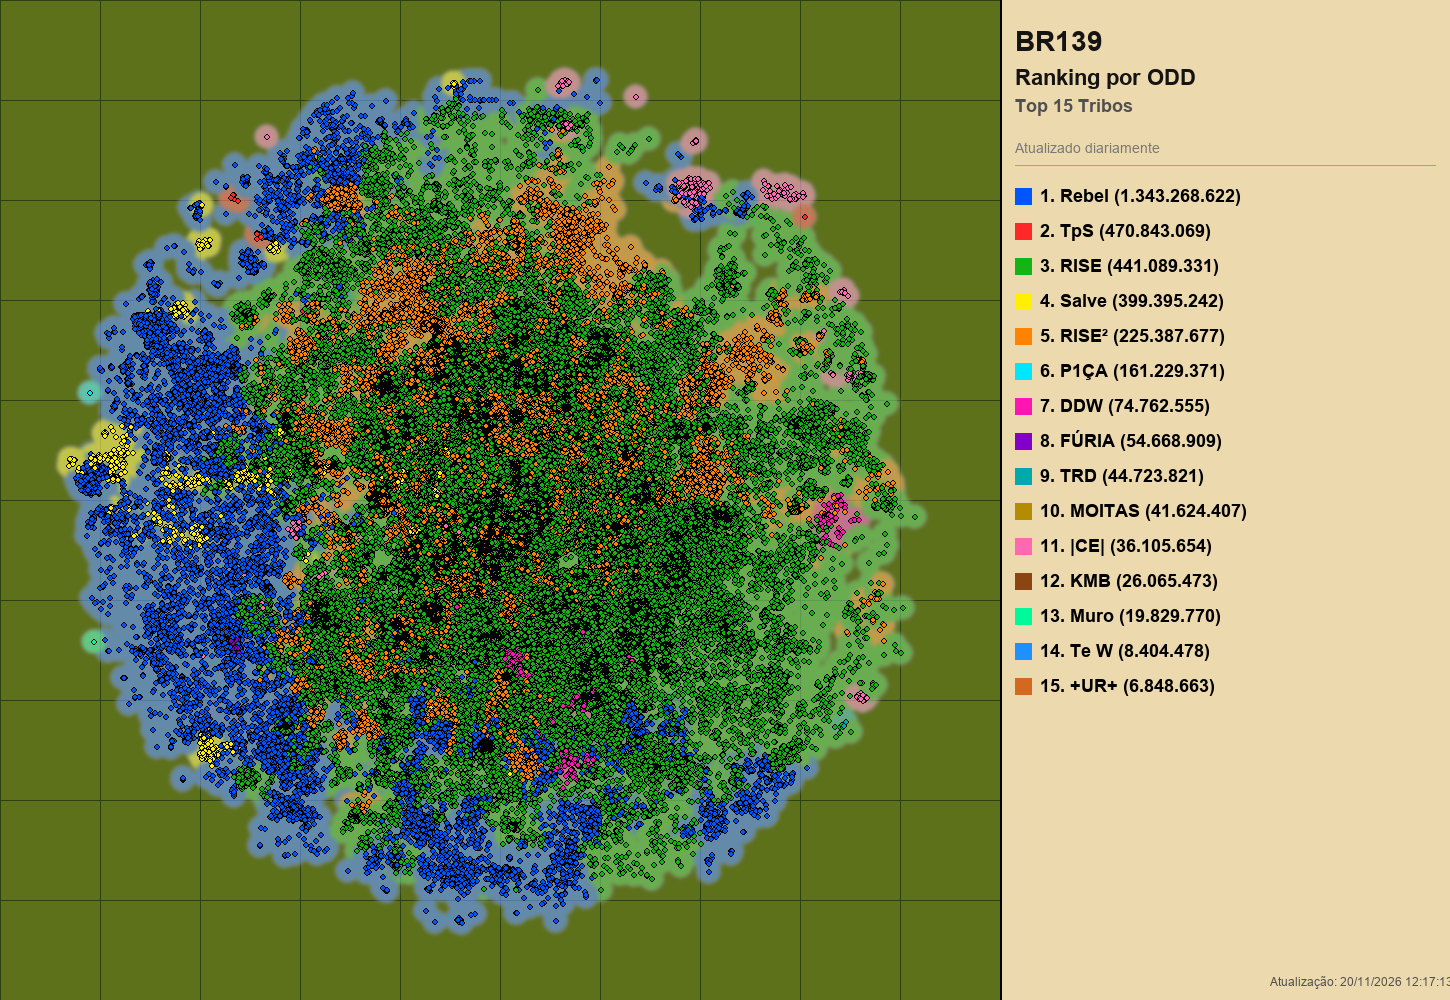 BR139
Ranking por ODD
Top 15 Tribos
Atualizado diariamente
1. Rebel (1.343.268.622)
2. TpS (470.843.069)
3. RISE (441.089.331)
4. Salve (399.395.242)
5. RISE² (225.387.677)
6. P1ÇA (161.229.371)
7. DDW (74.762.555)
8. FÚRIA (54.668.909)
9. TRD (44.723.821)
10. MOITAS (41.624.407)
11. |CE| (36.105.654)
12. KMB (26.065.473)
13. Muro (19.829.770)
14. Te W (8.404.478)
15. +UR+ (6.848.663)
Atualização: 20/11/2026 12:17:13